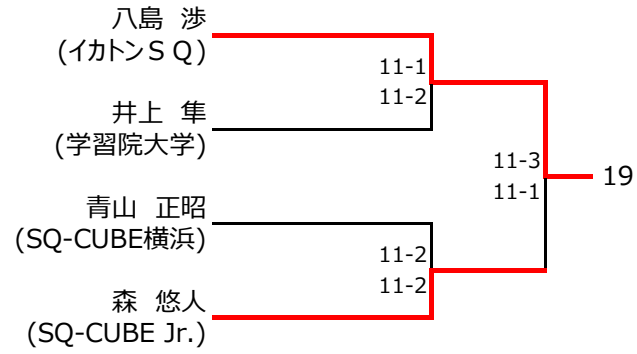 八島 渉
(イカトンＳＱ)
11-1
11-2
井上 隼
(学習院大学)
11-3
11-1
19
青山 正昭
(SQ-CUBE横浜)
11-2
11-2
森 悠人
(SQ-CUBE Jr.)